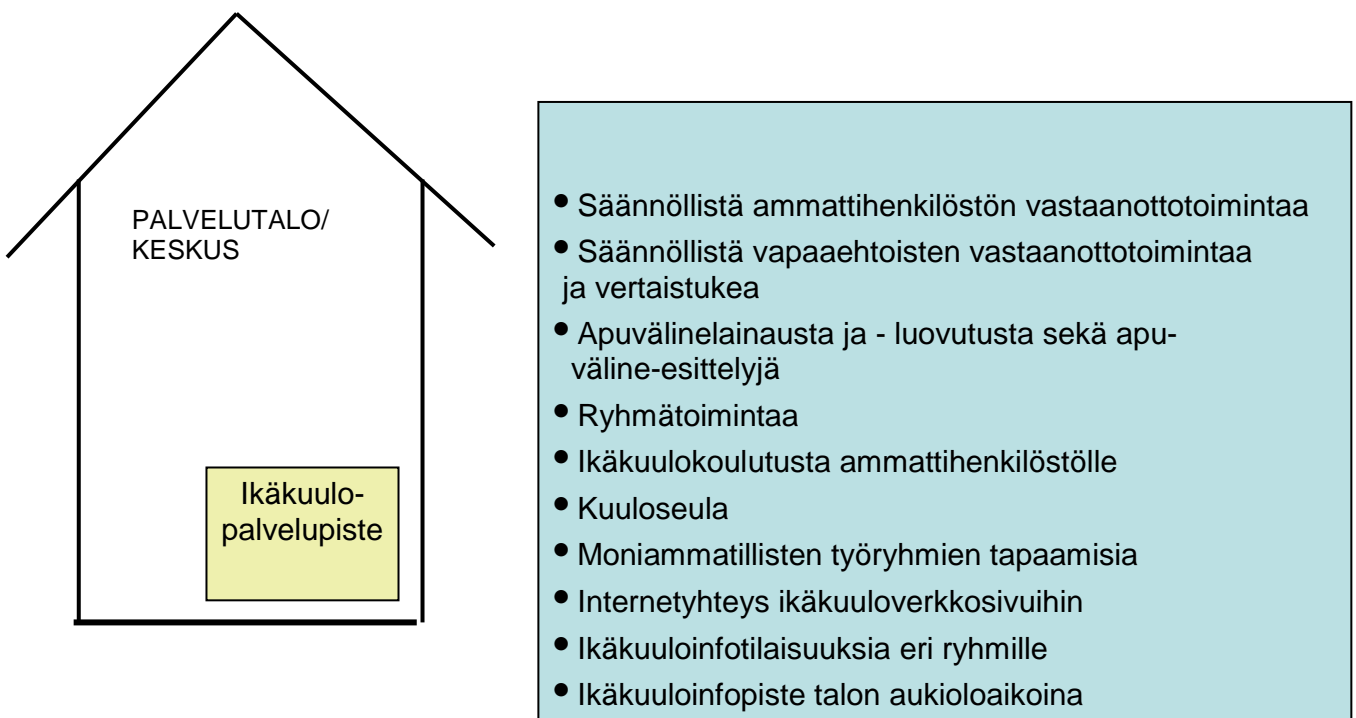 PALVELUTALO/
KESKUS
Ikäkuulo-
palvelupiste
• Säännöllistä ammattihenkilöstön vastaanottotoimintaa
• Säännöllistä vapaaehtoisten vastaanottotoimintaa
ja vertaistukea
• Apuvälinelainausta ja - luovutusta sekä apu-
väline-esittelyjä
• Ryhmätoimintaa
• Ikäkuulokoulutusta ammattihenkilöstölle
• Kuuloseula
• Moniammatillisten työryhmien tapaamisia
• Internetyhteys ikäkuuloverkkosivuihin
• Ikäkuuloinfotilaisuuksia eri ryhmille
• Ikäkuuloinfopiste talon aukioloaikoina